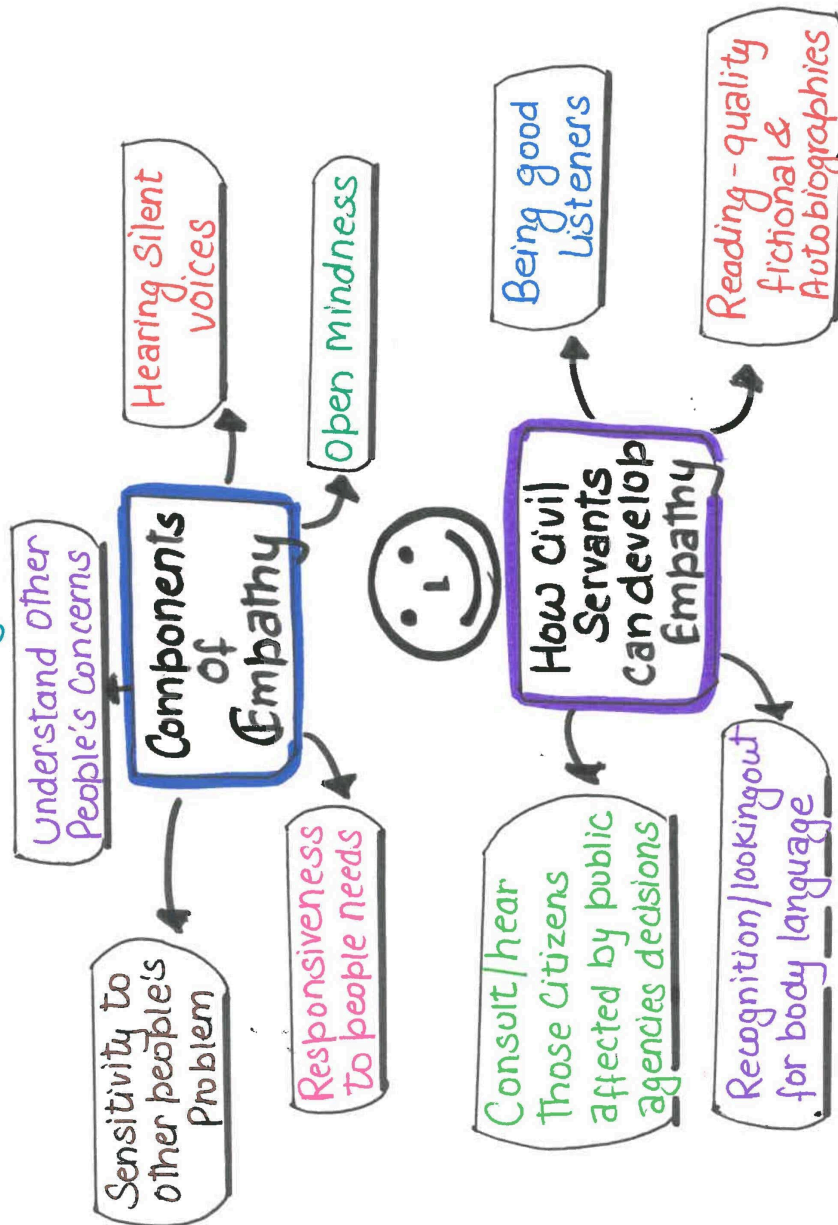 Understand Other
People's Concerns
Sensitivity to
other people's
Problem
Components
of
Empathy
Hearing Silent
voices
Responsiveness
to people needs
Open Mindness
Consult/hear
Those Citizens
affected by public
agencies decisions
How Civil
Servants
can develop
Empathy
Being good
Listeners
Recognition/lookingout
for body language
Reading-quality
fictional &
Autobiographies